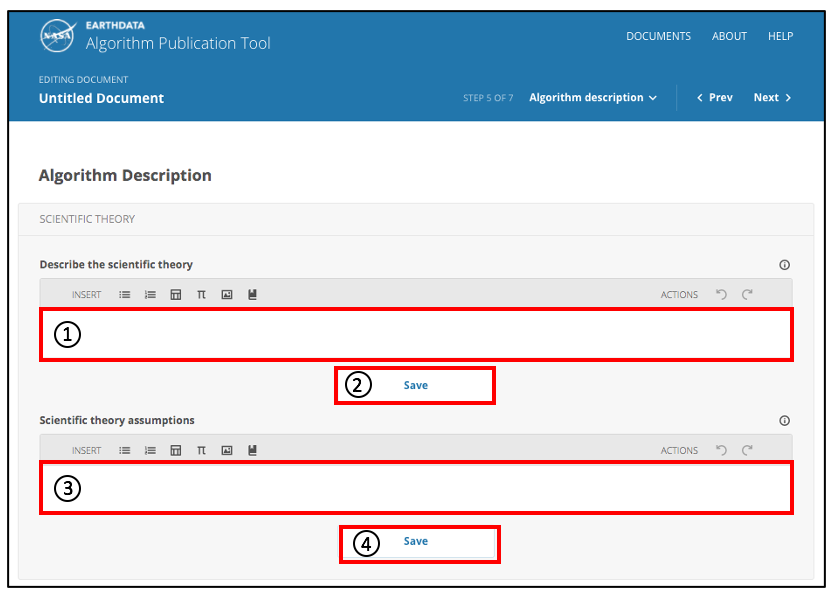 NASA
EARTHDATA
Algorithm Publication Tool
DOCUMENTS ABOUT HELP
EDITING DOCUMENT
Untitled Document
STEP 5 OF 7 Algorithm description Prev Next
Algorithm Description
SCIENTIFIC THEORY
Describe the scientific theory
INSERT π ACTIONS
1
2 Save
Scientific theory assumptions
INSERT π ACTIONS
3
4 Save